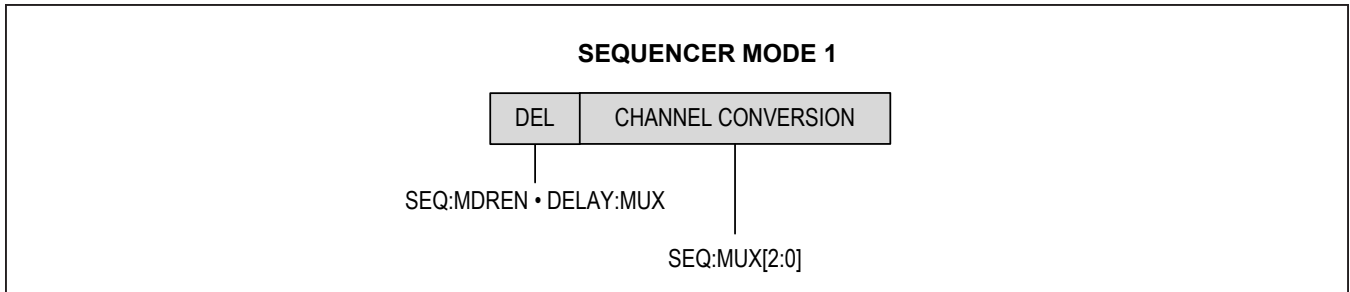 SEQUENCER MODE 1
DEL CHANNEL CONVERSION
SEQ:MDREN • DELAY:MUX
SEQ:MUX[2:0]